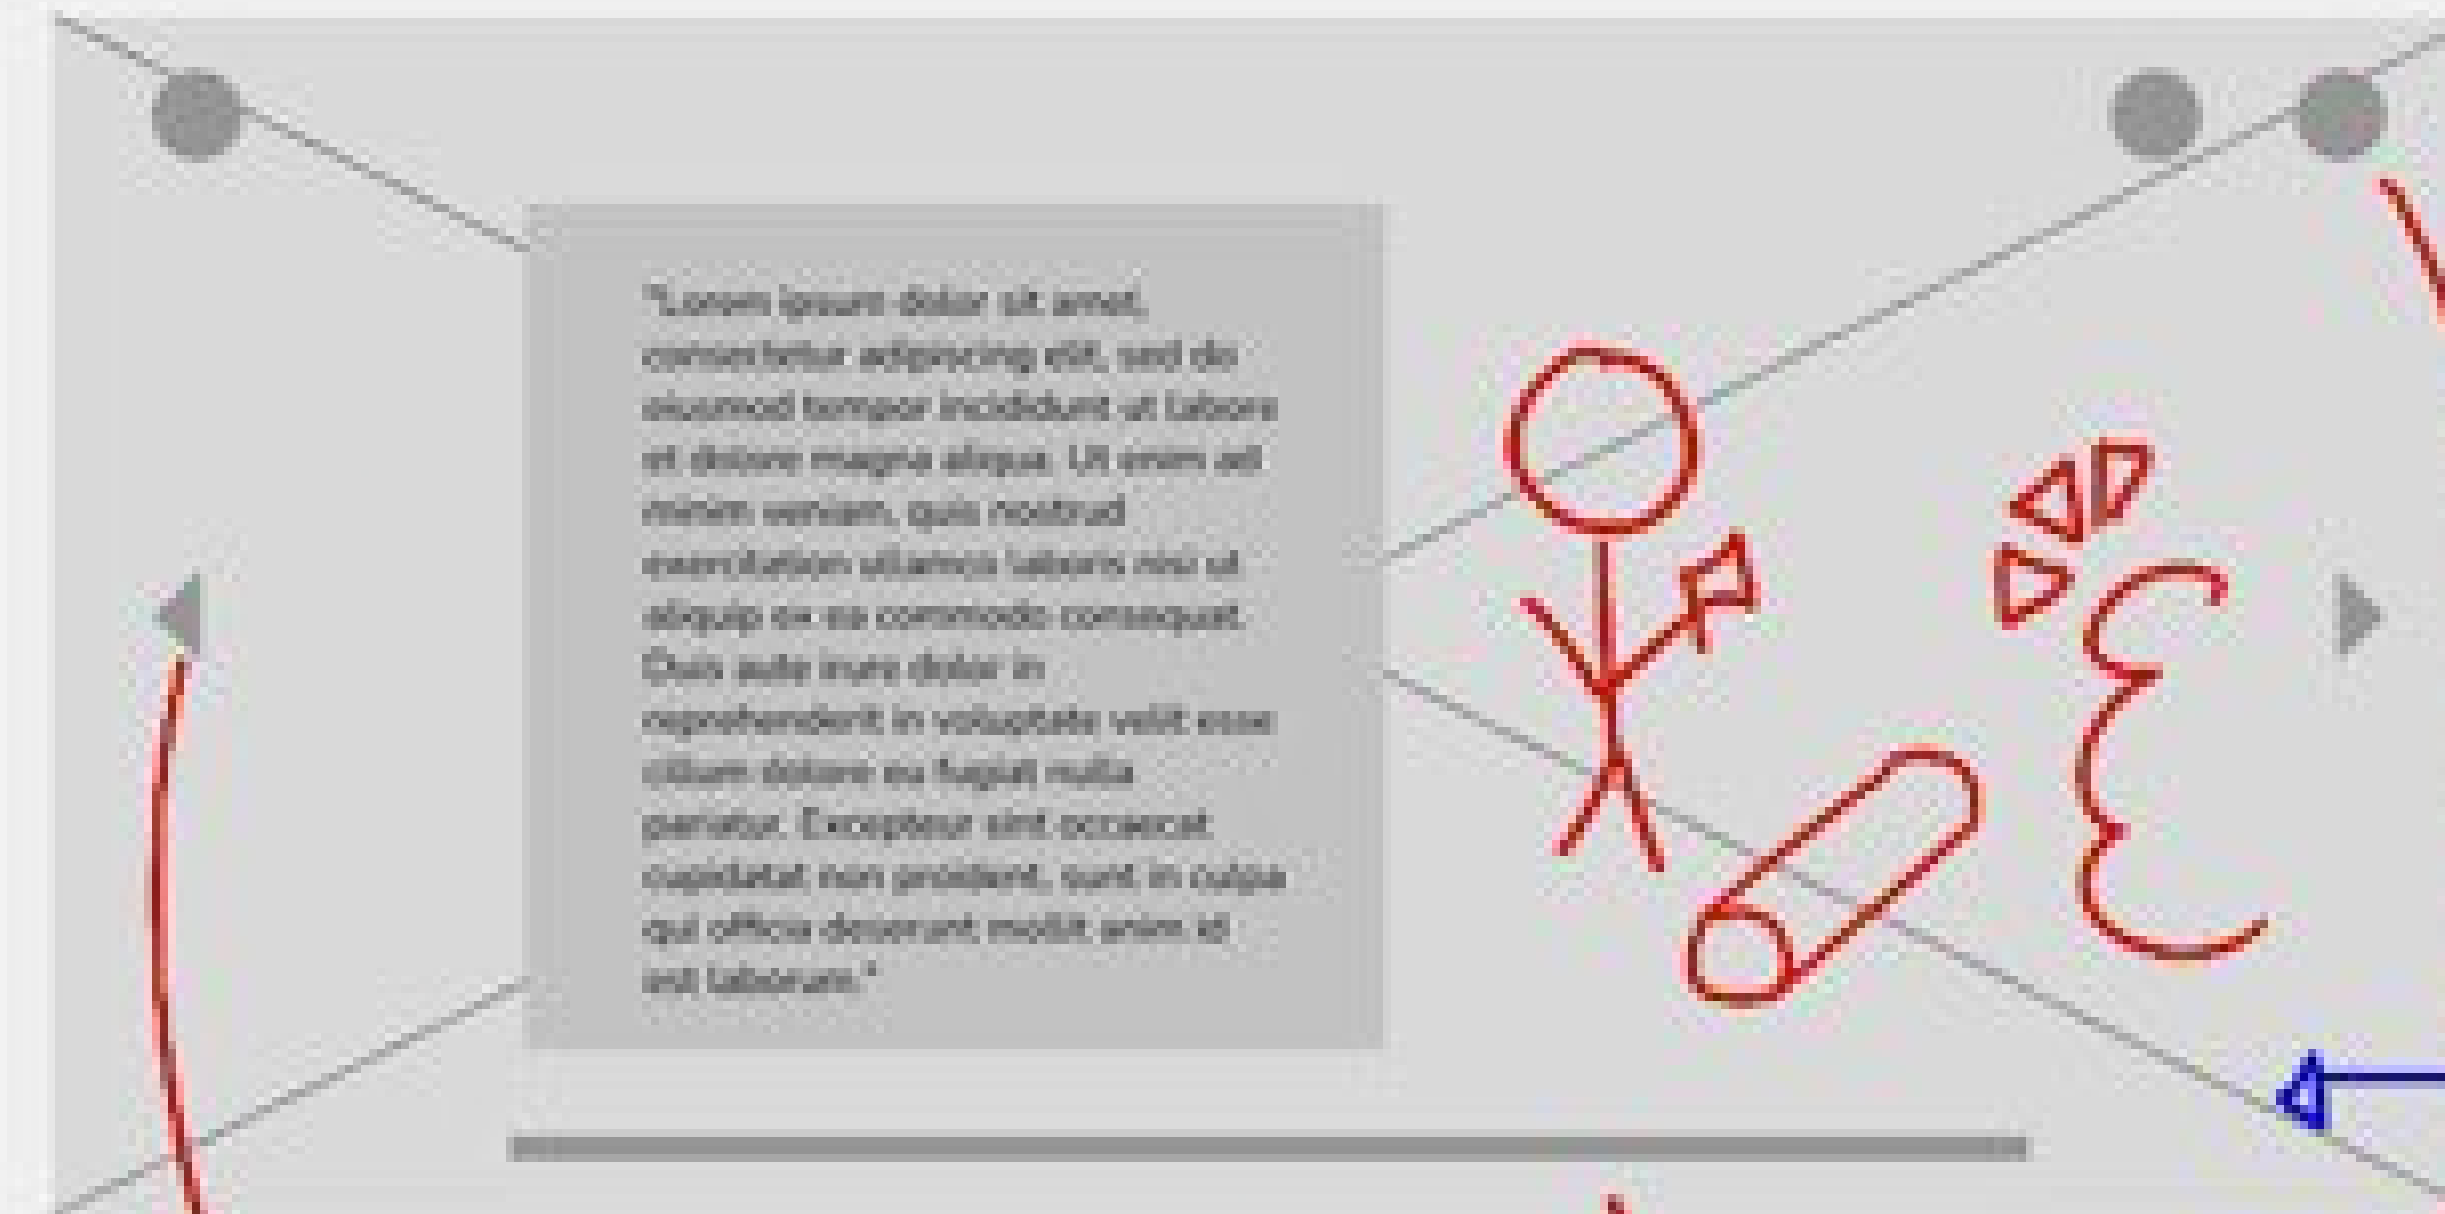 "Lorem ipsum dolor sit amet,
consectetur adipiscing elit, sed do
eiusmod tempor incididunt ut labore
et dolore magna aliqua. Ut enim ad
minim veniam, quis nostrud
exercitation ullamco laboris nisi ut
aliquip ex ea commodo consequat.
Duis aute irure dolor in
reprehenderit in voluptate velit esse
cillum dolore eu fugiat nulla
pariatur. Excepteur sint occaecat
cupidatat non proident, sunt in culpa
qui officia deserunt mollit anim id
est laborum."